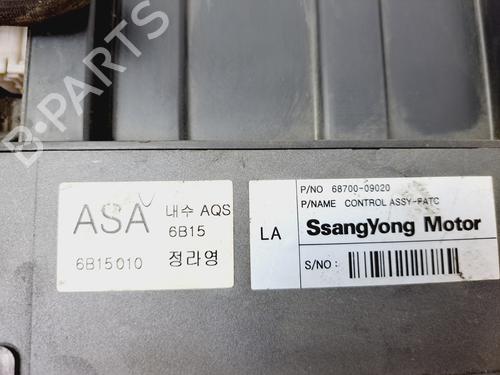 B-PARTS
ASA
내수 AQS
6B15
6B15010
정라영
LA
P/NO 68700-09020
P/NAME CONTROL ASSY-FATC
SsangYong Motor
S/NO :